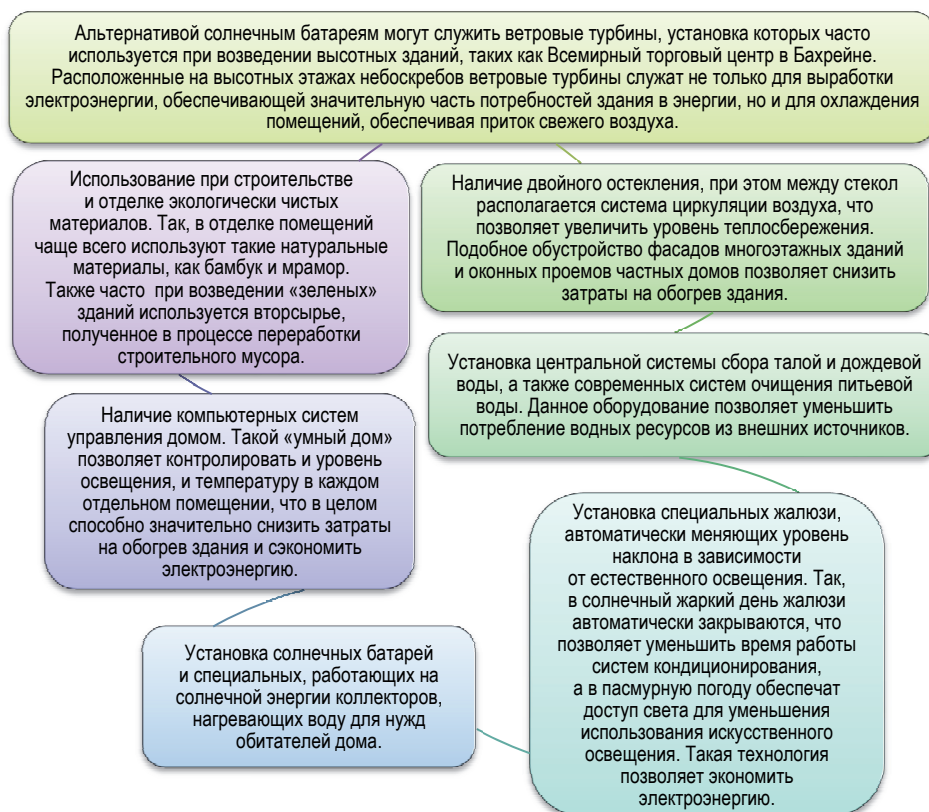 Альтернативой солнечным батареям могут служить ветровые турбины, установка которых часто
используется при возведении высотных зданий, таких как Всемирный торговый центр в Бахрейне.
Расположенные на высотных этажах небоскребов ветровые турбины служат не только для выработки
электроэнергии, обеспечивающей значительную часть потребностей здания в энергии, но и для охлаждения
помещений, обеспечивая приток свежего воздуха.
Использование при строительстве
и отделке экологически чистых
материалов. Так, в отделке помещений
чаще всего используют такие натуральные
материалы, как бамбук и мрамор.
Также часто при возведении «зеленых»
зданий используется вторсырье,
полученное в процессе переработки
строительного мусора.
Наличие двойного остекления, при этом между стекол
располагается система циркуляции воздуха, что
позволяет увеличить уровень теплосбережения.
Подобное обустройство фасадов многоэтажных зданий
и оконных проемов частных домов позволяет снизить
затраты на обогрев здания.
Установка центральной системы сбора талой и дождевой
воды, а также современных систем очищения питьевой
воды. Данное оборудование позволяет уменьшить
потребление водных ресурсов из внешних источников.
Наличие компьютерных систем
управления домом. Такой «умный дом»
позволяет контролировать и уровень
освещения, и температуру в каждом
отдельном помещении, что в целом
способно значительно снизить затраты
на обогрев здания и сэкономить
электроэнергию.
Установка специальных жалюзи,
автоматически меняющих уровень
наклона в зависимости
от естественного освещения. Так,
в солнечный жаркий день жалюзи
автоматически закрываются, что
позволяет уменьшить время работы
систем кондиционирования,
а в пасмурную погоду обеспечат
доступ света для уменьшения
использования искусственного
освещения. Такая технология
позволяет экономить
электроэнергию.
Установка солнечных батарей
и специальных, работающих на
солнечной энергии коллекторов,
нагревающих воду для нужд
обитателей дома.